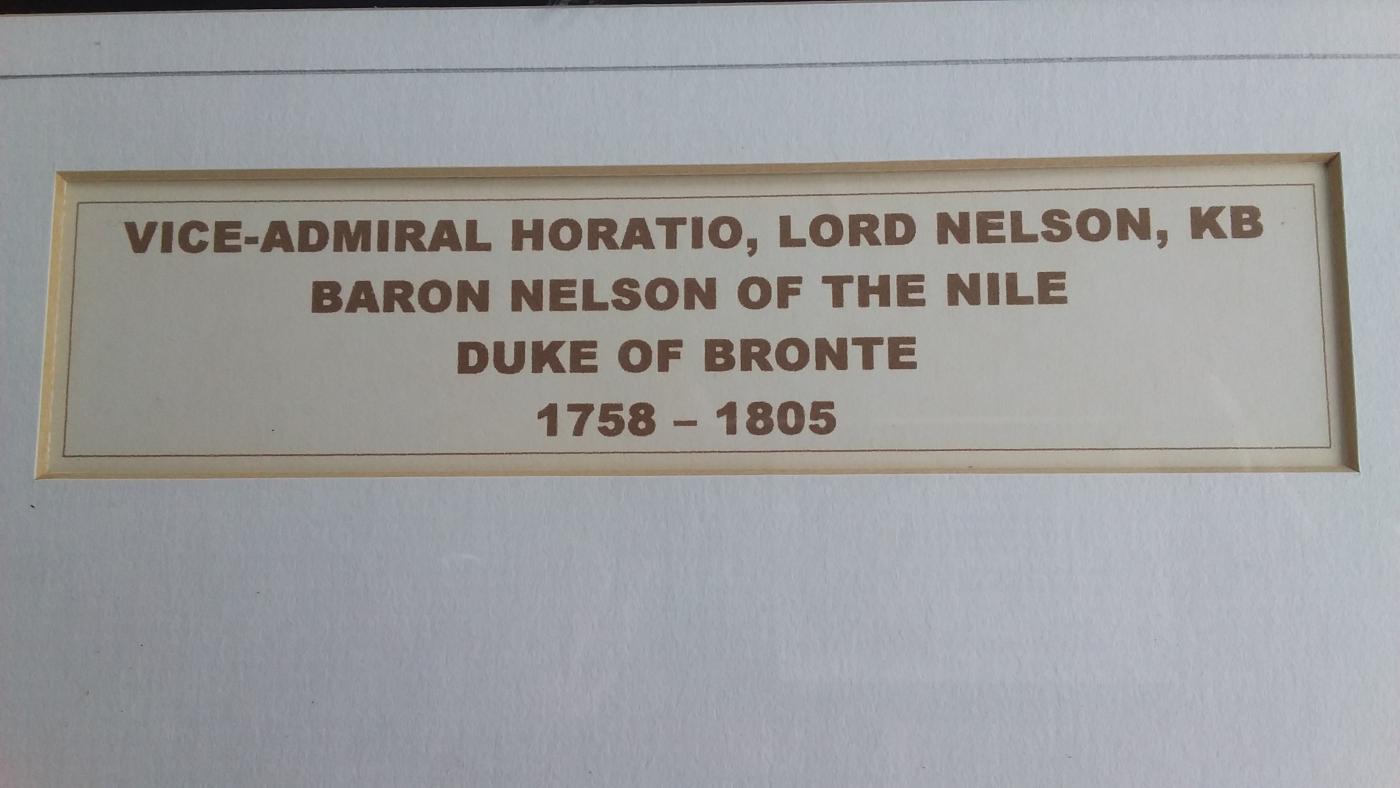 VICE-ADMIRAL HORATIO, LORD NELSON, KB
BARON NELSON OF THE NILE
DUKE OF BRONTE
1758 – 1805